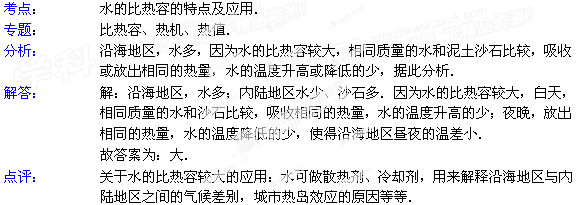 考点： 水的比热容的特点及应用．
专题： 比热容、热机、热值．
分析： 沿海地区，水多，因为水的比热容较大，相同质量的水和泥土沙石比较，吸收
或放出相同的热量，水的温度升高或降低的少，据此分析．
解答： 解：沿海地区，水多；内陆地区水少、沙石多．因为水的比热容较大，白天，
相同质量的水和沙石比较，吸收相同的热量，水的温度升高的少；夜晚，放出
相同的热量，水的温度降低的少，使得沿海地区昼夜的温差小．
故答案为：大．
点评： 关于水的比热容较大的应用：水可做散热剂、冷却剂，用来解释沿海地区与内
陆地区之间的气候差别，城市热岛效应的原因等等．